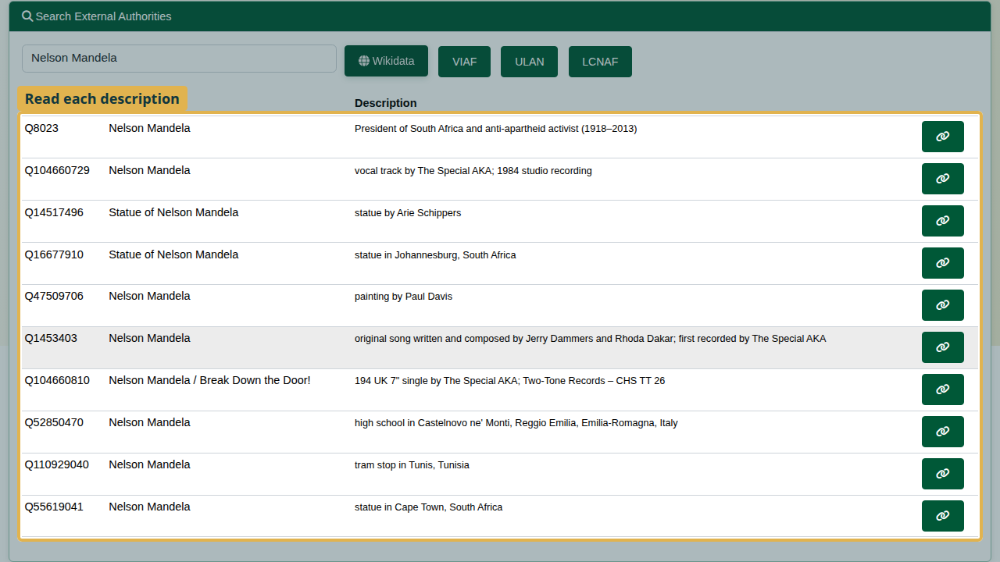 Search External Authorities
Nelson Mandela Wikidata VIAF ULAN LCNAF
Read each description Description
Q8023 Nelson Mandela President of South Africa and anti-apartheid activist (1918–2013)
Q104660729 Nelson Mandela vocal track by The Special AKA; 1984 studio recording
Q14517496 Statue of Nelson Mandela statue by Arie Schippers
Q16677910 Statue of Nelson Mandela statue in Johannesburg, South Africa
Q47509706 Nelson Mandela painting by Paul Davis
Q1453403 Nelson Mandela original song written and composed by Jerry Dammers and Rhoda Dakar; first recorded by The Special AKA
Q104660810 Nelson Mandela / Break Down the Door! 194 UK 7" single by The Special AKA; Two-Tone Records – CHS TT 26
Q52850470 Nelson Mandela high school in Castelnovo ne' Monti, Reggio Emilia, Emilia-Romagna, Italy
Q110929040 Nelson Mandela tram stop in Tunis, Tunisia
Q55619041 Nelson Mandela statue in Cape Town, South Africa